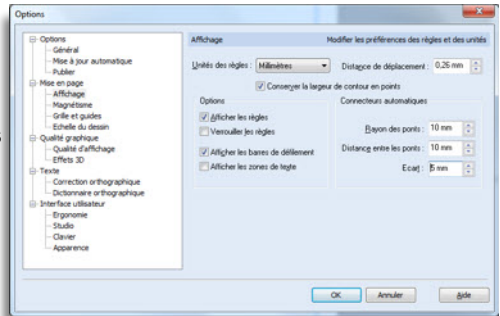 Options
Options
Général
Mise à jour automatique
Publier
Mise en page
Affichage
Magnétisme
Grille et guides
Echelle du dessin
Qualité graphique
Qualité d'affichage
Effets 3D
Texte
Correction orthographique
Dictionnaire orthographique
Interface utilisateur
Ergonomie
Studio
Clavier
Apparence
Affichage Modifier les préférences des règles et des unités
Unités des règles : Millimètres Distance de déplacement : 0,26 mm
Conserver la largeur de contour en points
Options
Afficher les règles
Verrouiller les règles
Afficher les barres de défilement
Afficher les zones de texte
Connecteurs automatiques
Rayon des ponts : 10 mm
Distance entre les ponts : 10 mm
Ecart : 5 mm
OK Annuler Aide